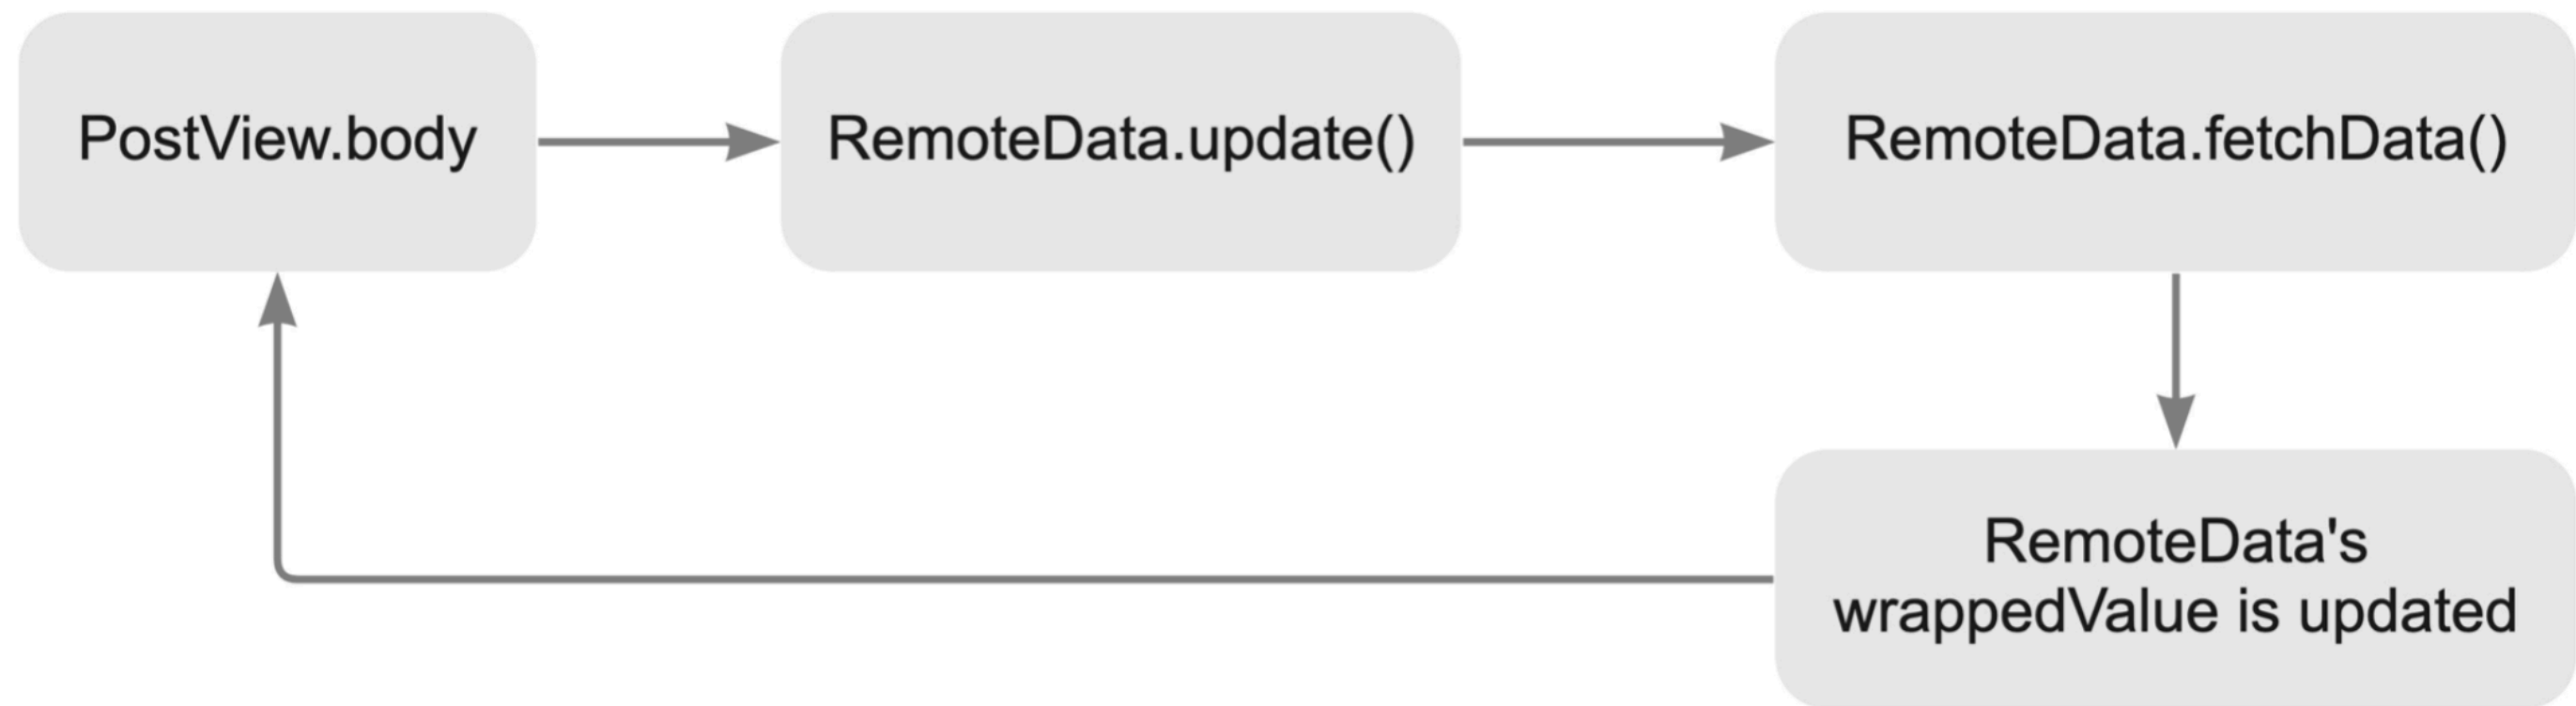 PostView.body
RemoteData.update()
RemoteData.fetchData()
RemoteData's
wrappedValue is updated